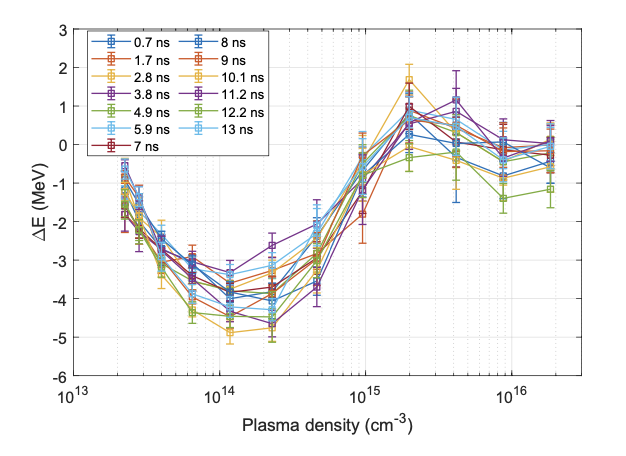 3
2
1
0
-1
-2
-3
-4
-5
-6
ΔE (MeV)
0.7 ns 8 ns
1.7 ns 9 ns
2.8 ns 10.1 ns
3.8 ns 11.2 ns
4.9 ns 12.2 ns
5.9 ns 13 ns
7 ns
10^13 10^14 10^15 10^16
Plasma density (cm^-3)